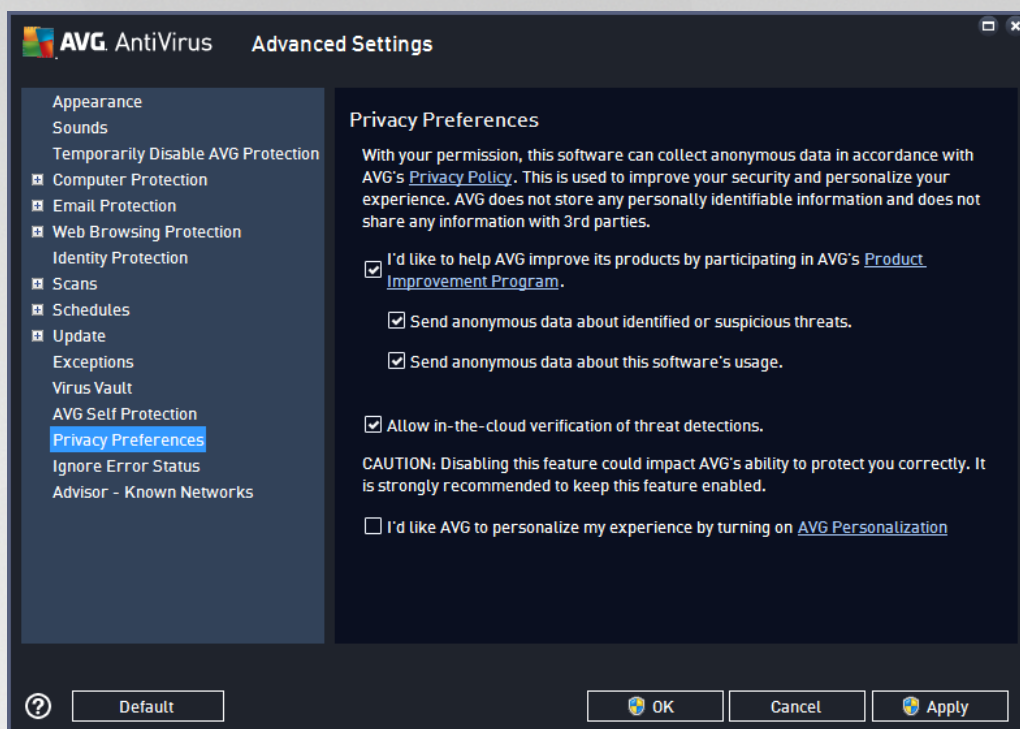 AVG. AntiVirus Advanced Settings
Appearance
Sounds
Temporarily Disable AVG Protection
Computer Protection
Email Protection
Web Browsing Protection
Identity Protection
Scans
Schedules
Update
Exceptions
Virus Vault
AVG Self Protection
Privacy Preferences
Ignore Error Status
Advisor - Known Networks
Privacy Preferences
With your permission, this software can collect anonymous data in accordance with
AVG's Privacy Policy. This is used to improve your security and personalize your
experience. AVG does not store any personally identifiable information and does not
share any information with 3rd parties.
I'd like to help AVG improve its products by participating in AVG's Product
Improvement Program.
Send anonymous data about identified or suspicious threats.
Send anonymous data about this software's usage.
Allow in-the-cloud verification of threat detections.
CAUTION: Disabling this feature could impact AVG's ability to protect you correctly. It
is strongly recommended to keep this feature enabled.
I'd like AVG to personalize my experience by turning on AVG Personalization
? Default OK Cancel Apply